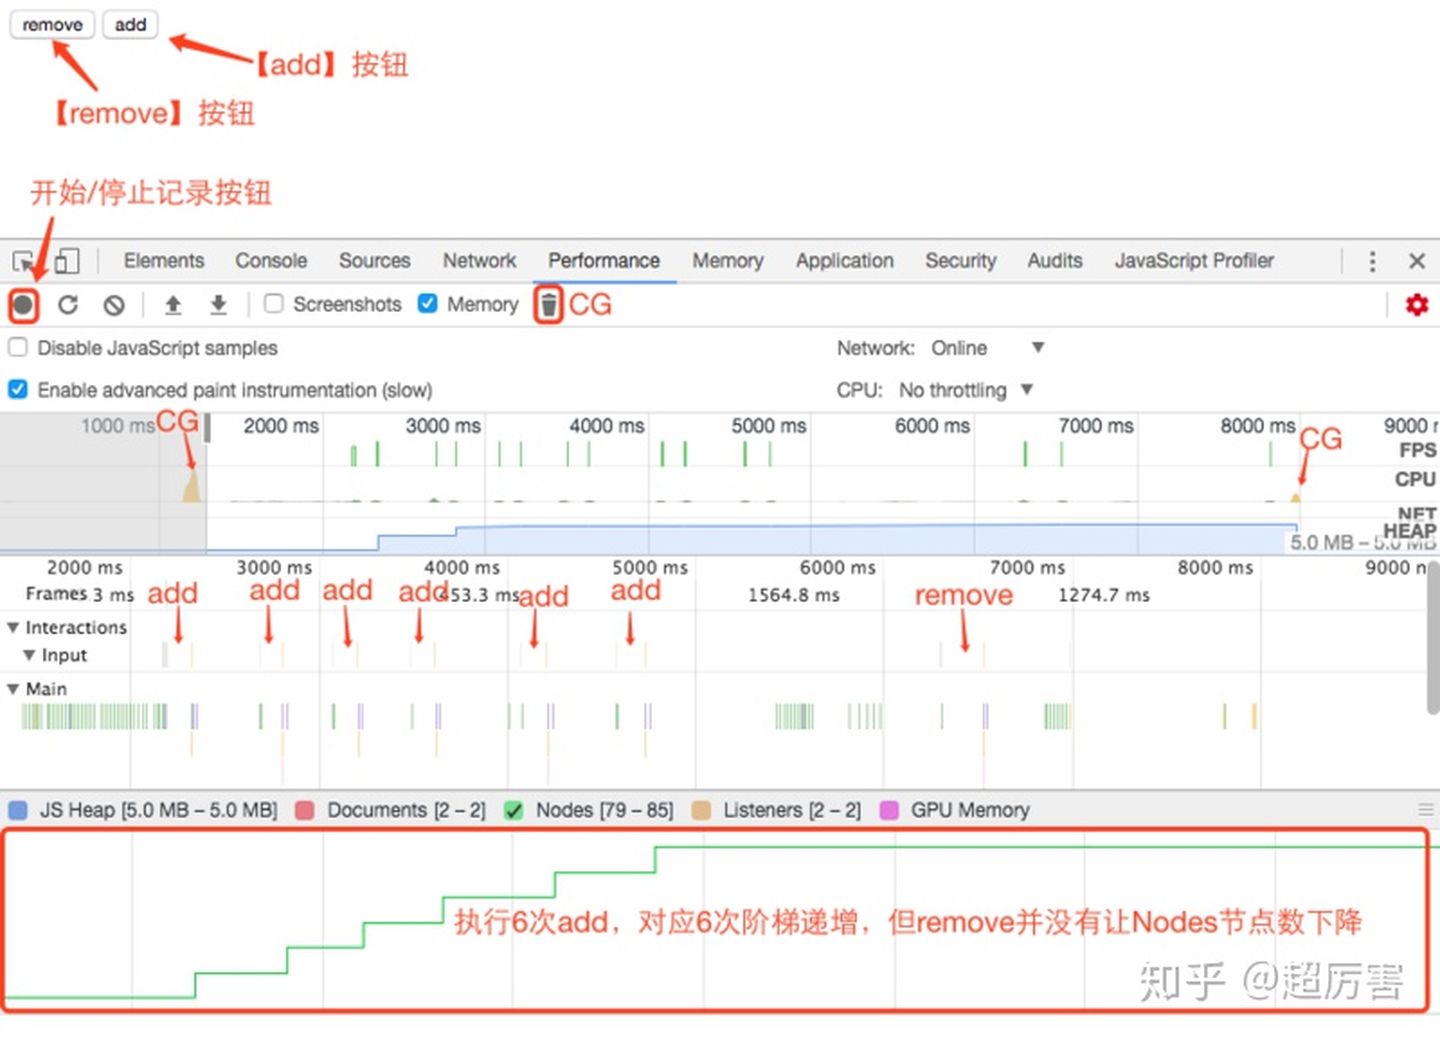 remove add
【add】按钮
【remove】按钮
开始/停止记录按钮
Elements Console Sources Network Performance Memory Application Security Audits JavaScript Profiler
Screenshots Memory CG
Disable JavaScript samples Network: Online
Enable advanced paint instrumentation (slow) CPU: No throttling
1000 ms CG 2000 ms 3000 ms 4000 ms 5000 ms 6000 ms 7000 ms 8000 ms 9000
FPS
CG
CPU
NET
HEAP
5.0 MB – 5.0 MB
2000 ms 3000 ms 4000 ms 5000 ms 6000 ms 7000 ms 8000 ms 9000
Frames 3 ms add add add add 453.3 ms add add 1564.8 ms remove 1274.7 ms
Interactions
Input
Main
JS Heap [5.0 MB – 5.0 MB] Documents [2 – 2] Nodes [79 – 85] Listeners [2 – 2] GPU Memory
执行6次add，对应6次阶梯递增，但remove并没有让Nodes节点数下降
知乎 @超厉害